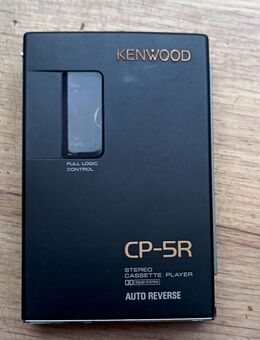 KENWOOD
FULL LOGIC
CONTROL
CP-5R
STEREO
CASSETTE PLAYER
DOLBY SYSTEM
AUTO REVERSE